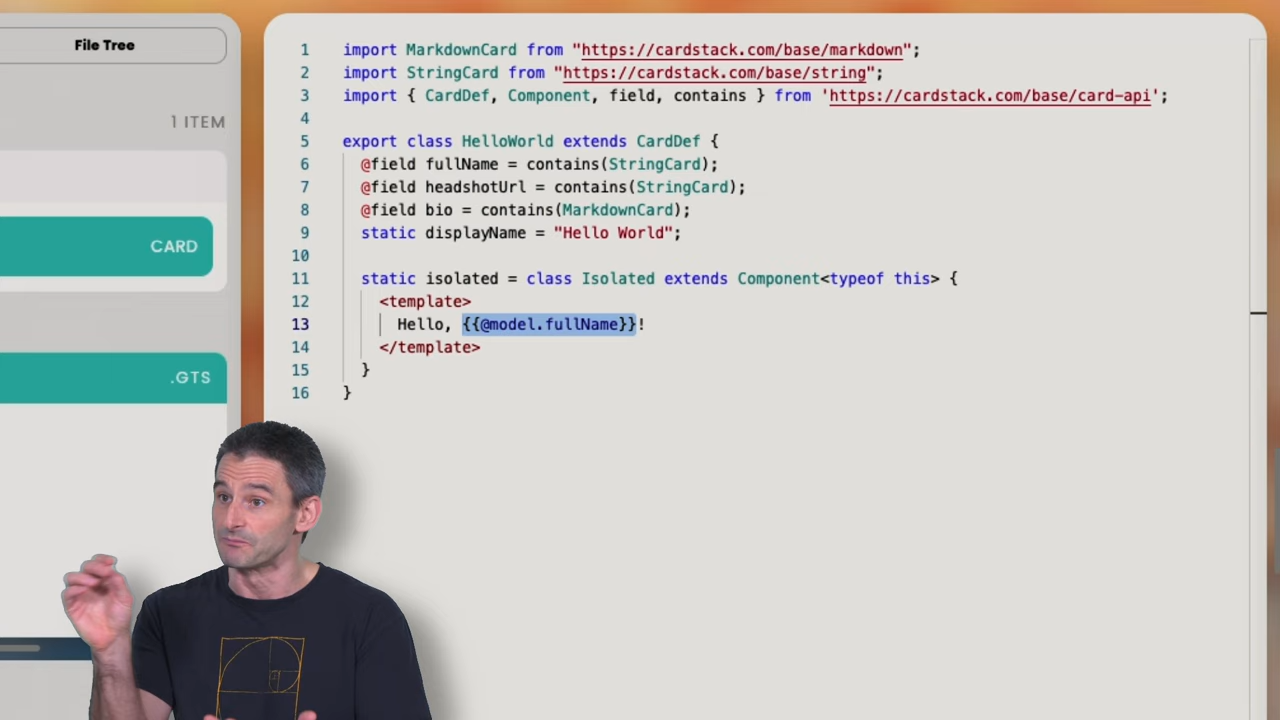 File Tree
1 ITEM
CARD
.GTS
1 import MarkdownCard from "https://cardstack.com/base/markdown";
2 import StringCard from "https://cardstack.com/base/string";
3 import { CardDef, Component, field, contains } from 'https://cardstack.com/base/card-api';
4
5 export class HelloWorld extends CardDef {
6   @field fullName = contains(StringCard);
7   @field headshotUrl = contains(StringCard);
8   @field bio = contains(MarkdownCard);
9   static displayName = "Hello World";
10
11   static isolated = class Isolated extends Component<typeof this> {
12     <template>
13       Hello, {{@model.fullName}}!
14     </template>
15   }
16 }